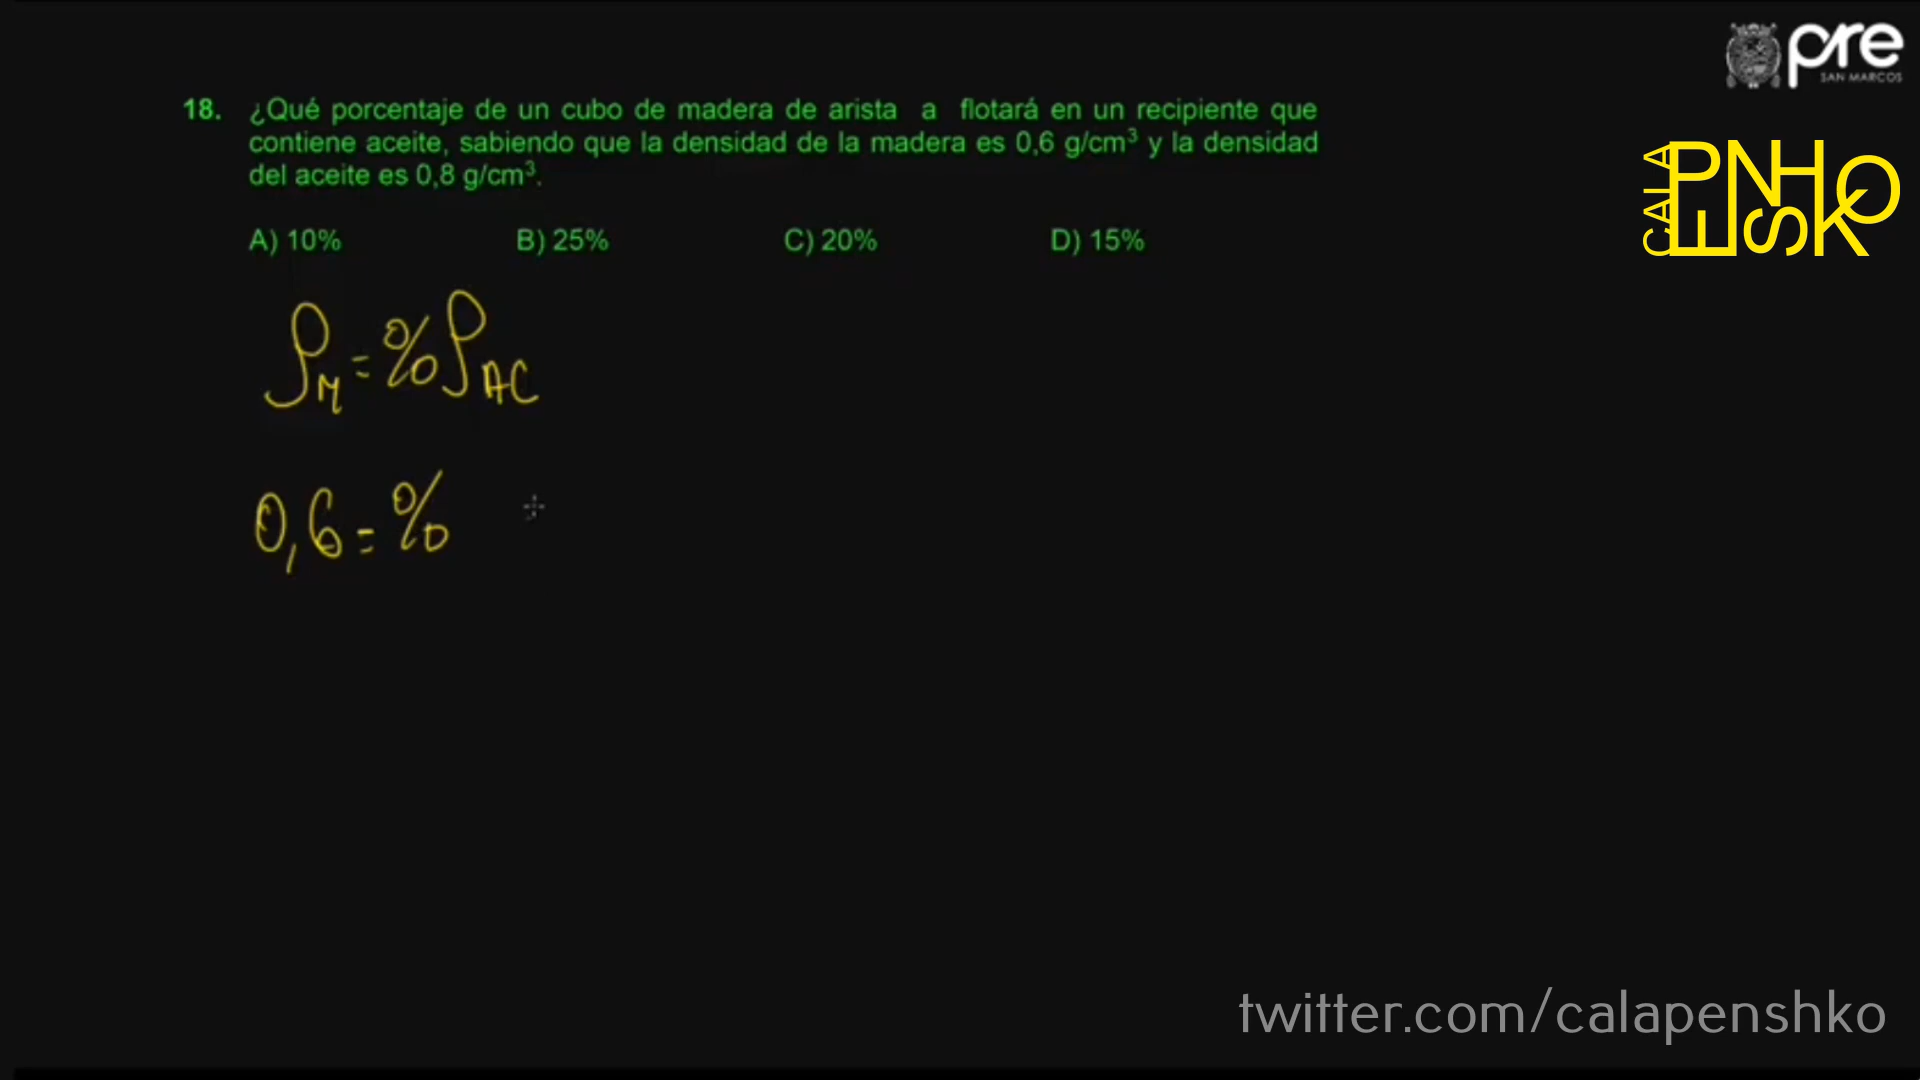 pre
SAN MARCOS
18. ¿Qué porcentaje de un cubo de madera de arista a flotará en un recipiente que
contiene aceite, sabiendo que la densidad de la madera es 0,6 g/cm³ y la densidad
del aceite es 0,8 g/cm³.
CALA
PENSHKO
A) 10% B) 25% C) 20% D) 15%
ρM = % ρAC
0,6 = %
twitter.com/calapenshko